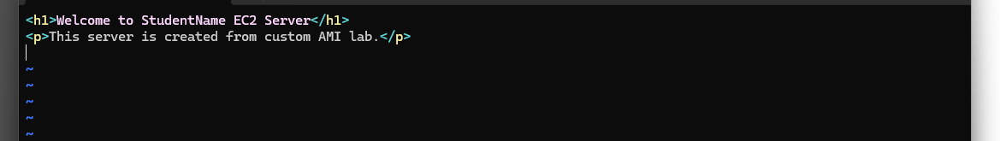 <h1>Welcome to StudentName EC2 Server</h1>
<p>This server is created from custom AMI lab.</p>
~
~
~
~
~